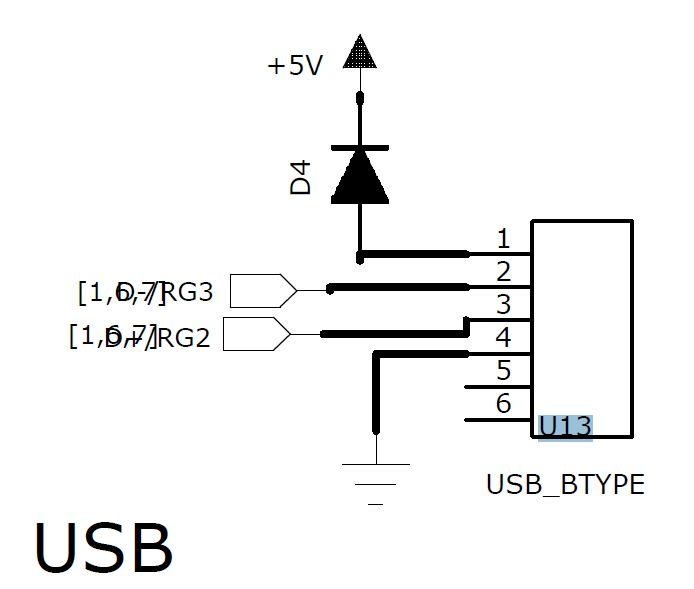 +5V
D4
1
2
[1,6,7]
D-/RG3
3
[1,6,7]
D+/RG2
4
5
6
U13
USB_BTYPE
USB